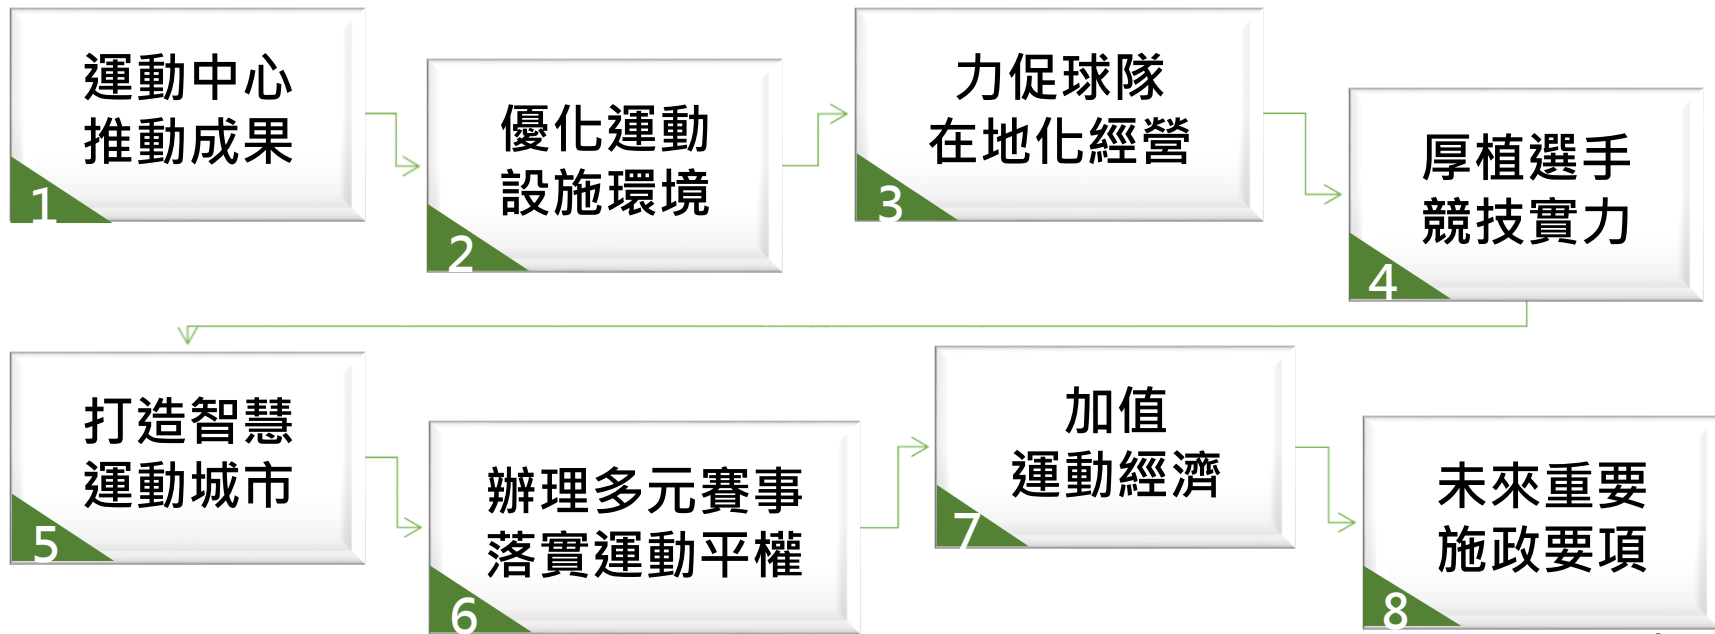 運動中心
推動成果
1
優化運動
設施環境
2
力促球隊
在地化經營
3
厚植選手
競技實力
4
打造智慧
運動城市
5
辦理多元賽事
落實運動平權
6
加值
運動經濟
7
未來重要
施政要項
8